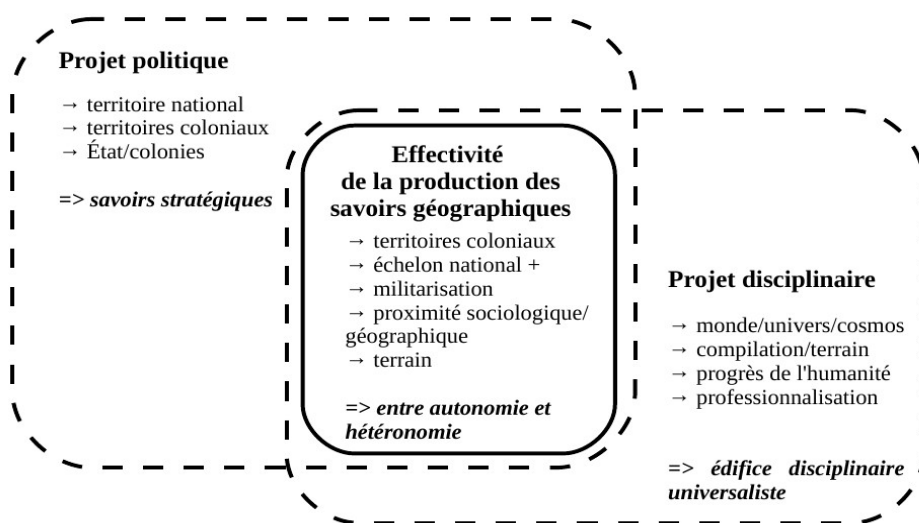 Projet politique
→ territoire national
→ territoires coloniaux
→ État/colonies
=> savoirs stratégiques
Effectivité
de la production des
savoirs géographiques
→ territoires coloniaux
→ échelon national +
→ militarisation
→ proximité sociologique/
géographique
→ terrain
=> entre autonomie et
hétéronomie
Projet disciplinaire
→ monde/univers/cosmos
→ compilation/terrain
→ progrès de l'humanité
→ professionnalisation
=> édifice disciplinaire
universaliste